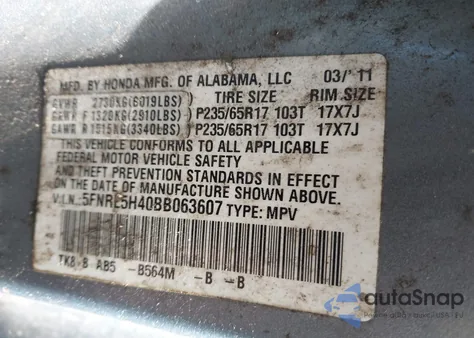 MFD. BY HONDA MFG. OF ALABAMA, LLC 03/'11
GVWR 2730KG(6019LBS) TIRE SIZE RIM SIZE
GAWR F 1320KG(2910LBS) P235/65R17 103T 17X7J
GAWR R 1515KG(3340LBS) P235/65R17 103T 17X7J
THIS VEHICLE CONFORMS TO ALL APPLICABLE
FEDERAL MOTOR VEHICLE SAFETY
AND THEFT PREVENTION STANDARDS IN EFFECT ON
THE DATE OF MANUFACTURE SHOWN ABOVE.
V.I.N.: 5FNRL5H40BB063607 TYPE: MPV
TK8 B AB5 -B564M -B -B
autoSnap